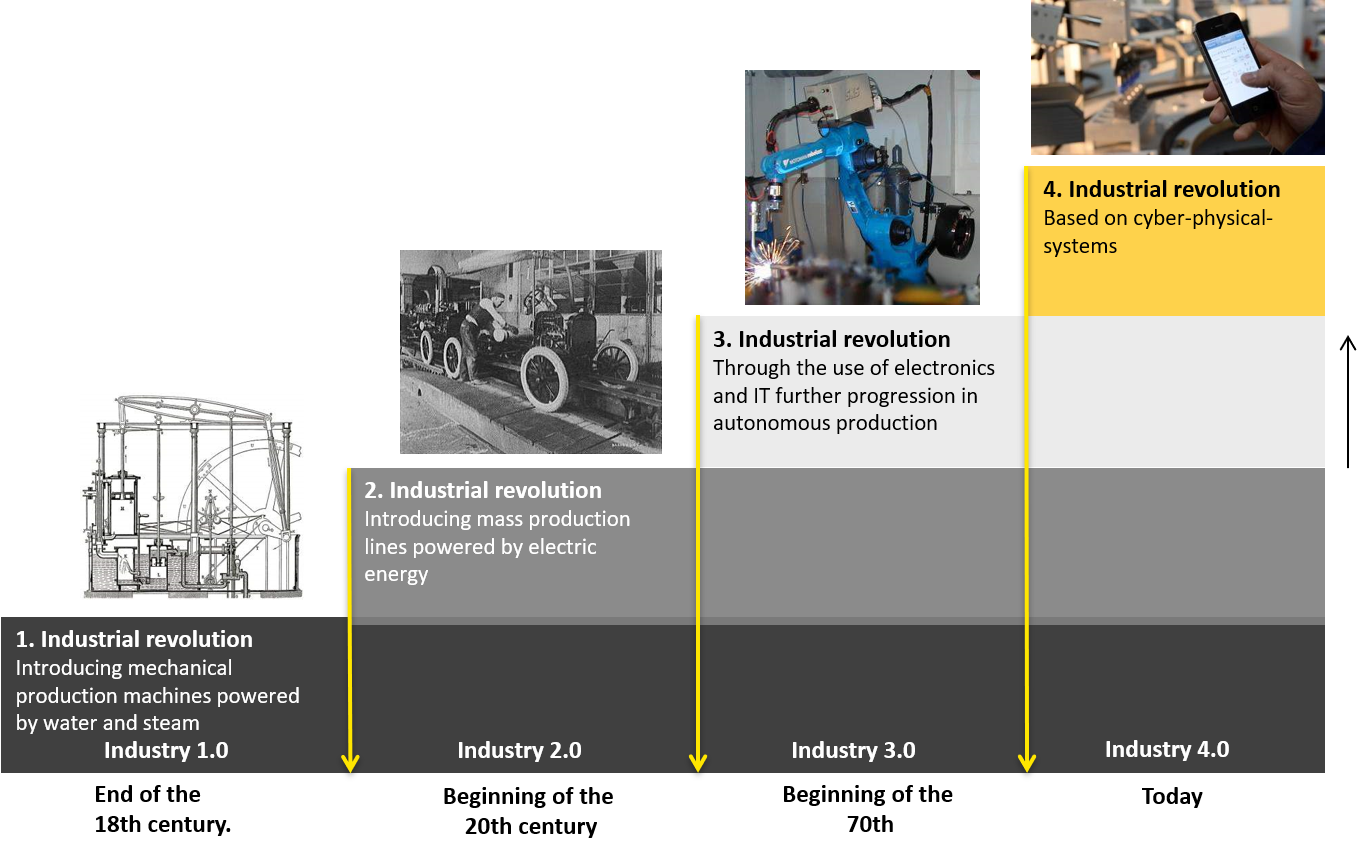 4. Industrial revolution
Based on cyber-physical-
systems
3. Industrial revolution
Through the use of electronics
and IT further progression in
autonomous production
2. Industrial revolution
Introducing mass production
lines powered by electric
energy
1. Industrial revolution
Introducing mechanical
production machines powered
by water and steam
Industry 1.0
Industry 2.0
Industry 3.0
Industry 4.0
End of the
18th century.
Beginning of the
20th century
Beginning of the
70th
Today